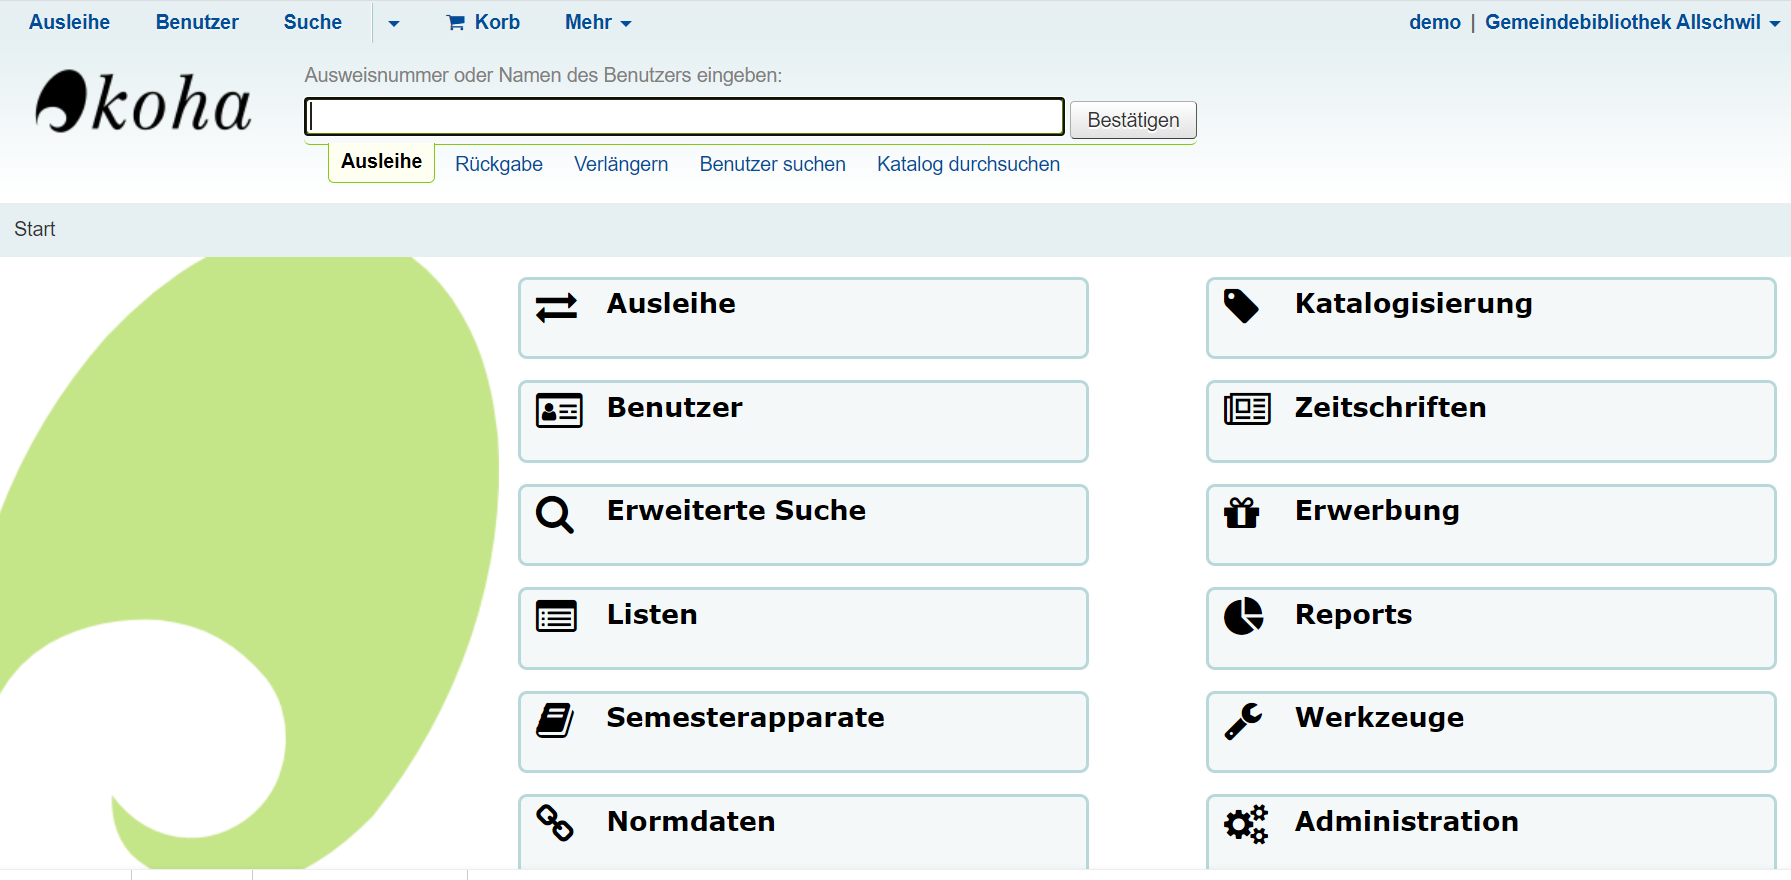 Ausleihe Benutzer Suche Korb Mehr demo | Gemeindebibliothek Allschwil
koha
Ausweisnummer oder Namen des Benutzers eingeben:
Bestätigen
Ausleihe Rückgabe Verlängern Benutzer suchen Katalog durchsuchen
Start
Ausleihe Katalogisierung
Benutzer Zeitschriften
Erweiterte Suche Erwerbung
Listen Reports
Semesterapparate Werkzeuge
Normdaten Administration